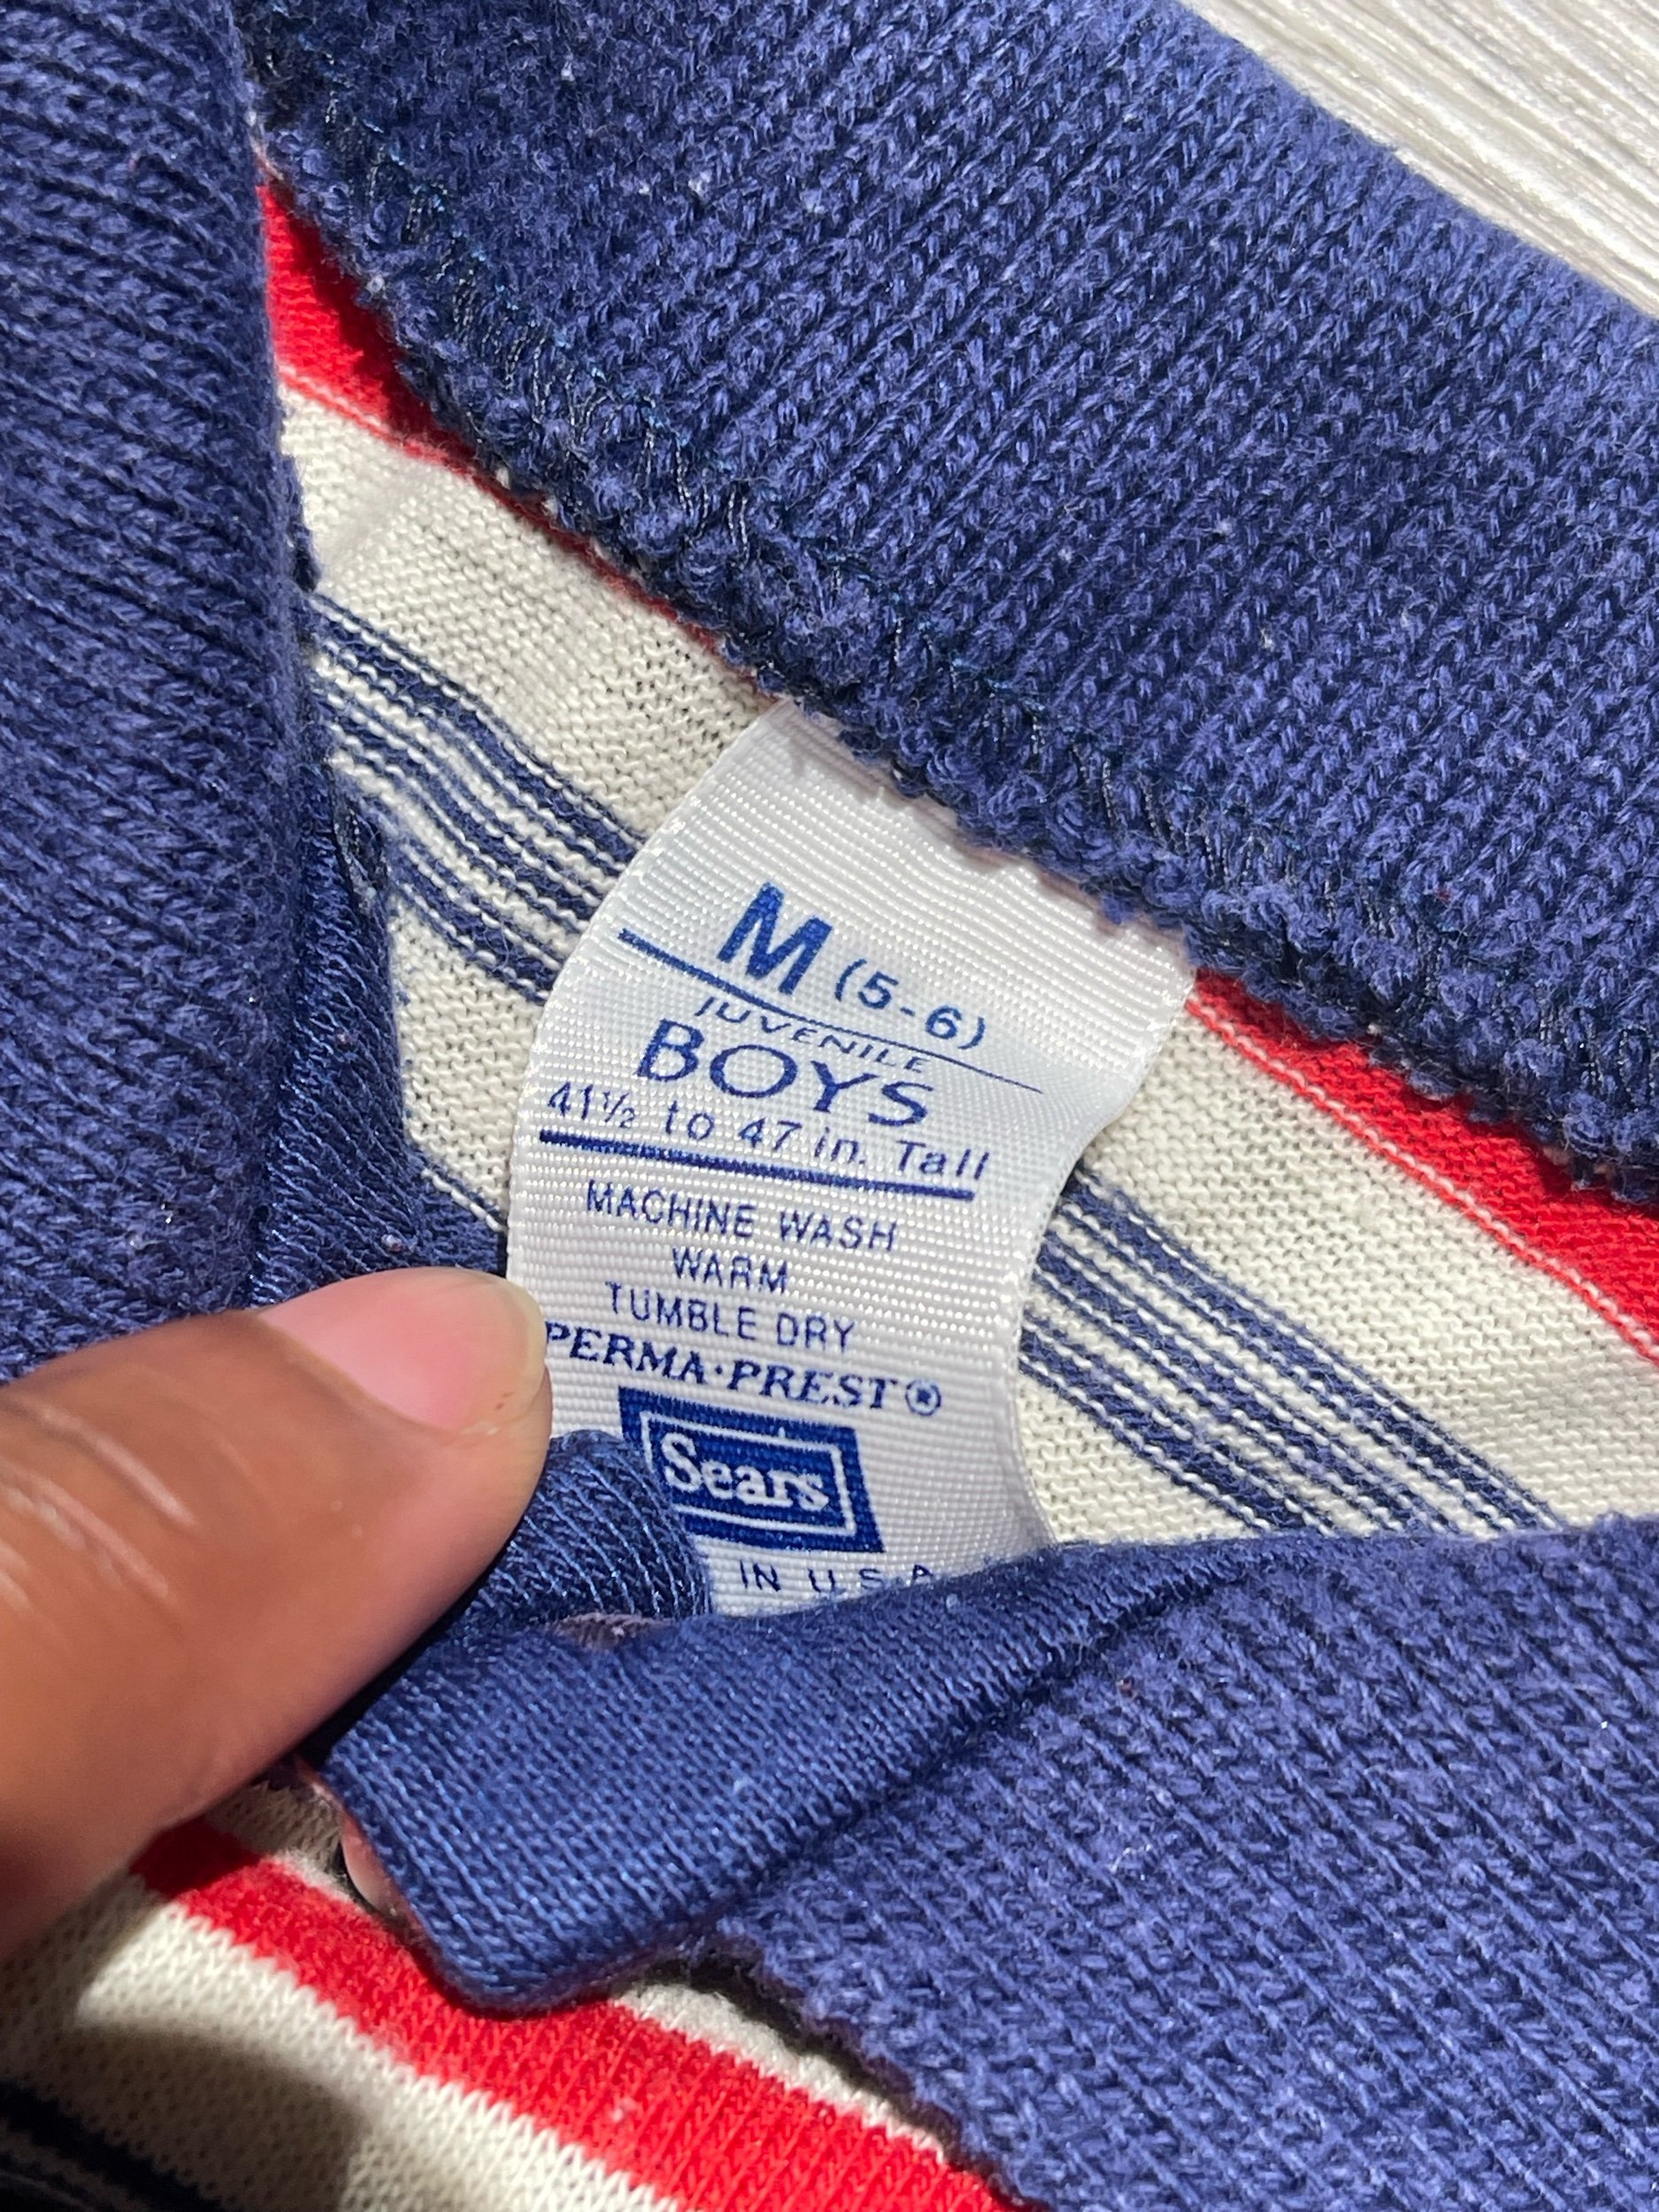 M (5-6)
JUVENILE
BOYS
41½ to 47 in. Tall
MACHINE WASH
WARM
TUMBLE DRY
PERMA·PREST®
Sears
IN U.S.A.